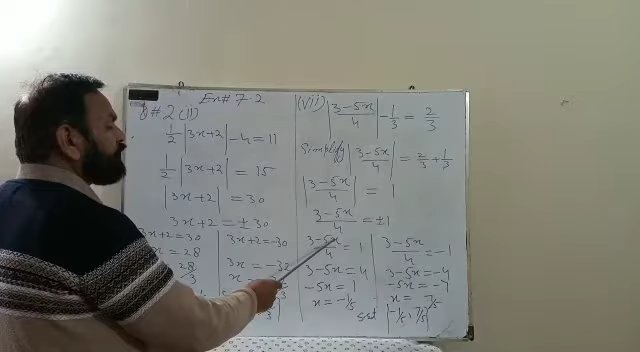 Ex# 7.2
Q # 2 (ii)
1/2 |3x+2| - 4 = 11
1/2 |3x+2| = 15
|3x+2| = 30
3x+2 = ±30
3x+2 = 30
= 28
28
3x+2 = -30
3x = -32
(vii) |3-5x/4| - 1/3 = 2/3
Simplify |3-5x/4| = 2/3 + 1/3
|3-5x/4| = 1
3-5x/4 = ±1
3-5x/4 = 1
3-5x = 4
-5x = 1
x = -1/5
3-5x/4 = -1
3-5x = -4
-5x = -7
x = 7/5
s.set {-1/5, 7/5}